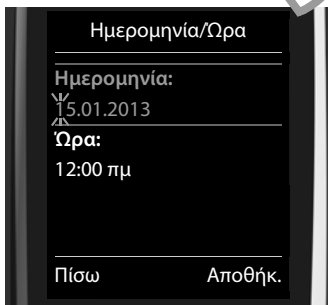 Ημερομηνία/Ώρα
Ημερομηνία:
15.01.2013
Ώρα:
12:00 πμ
Πίσω Αποθήκ.